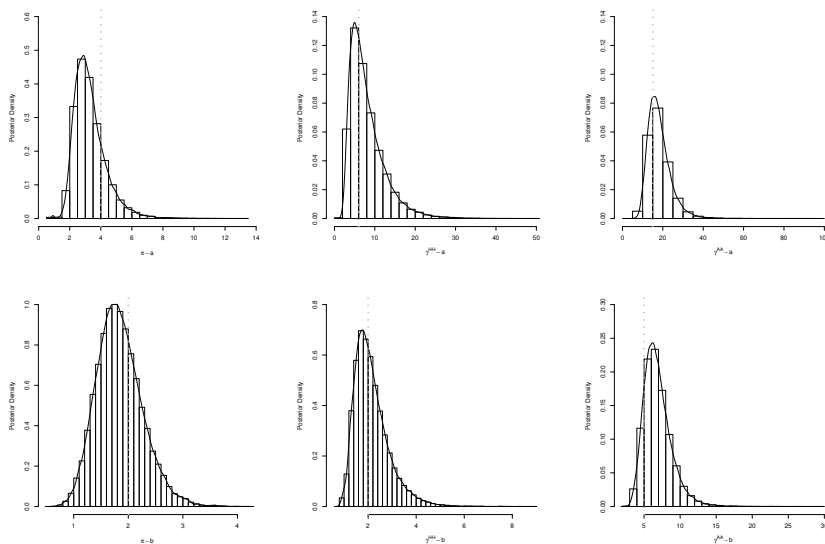 0.6
0.5
0.4
0.3
0.2
0.1
0.0
Posterior Density
0 2 4 6 8 10 12 14
π − a
0.14
0.12
0.10
0.08
0.06
0.04
0.02
0.00
Posterior Density
0 10 20 30 40 50
γᴴᴴ − a
0.14
0.12
0.10
0.08
0.06
0.04
0.02
0.00
Posterior Density
0 20 40 60 80 100
γᴬᴬ − a
1.0
0.8
0.6
0.4
0.2
0.0
Posterior Density
1 2 3 4
π − b
0.8
0.6
0.4
0.2
0.0
Posterior Density
2 4 6 8
γᴴᴴ − b
0.30
0.25
0.20
0.15
0.10
0.05
0.00
Posterior Density
5 10 15 20 25 30
γᴬᴬ − b